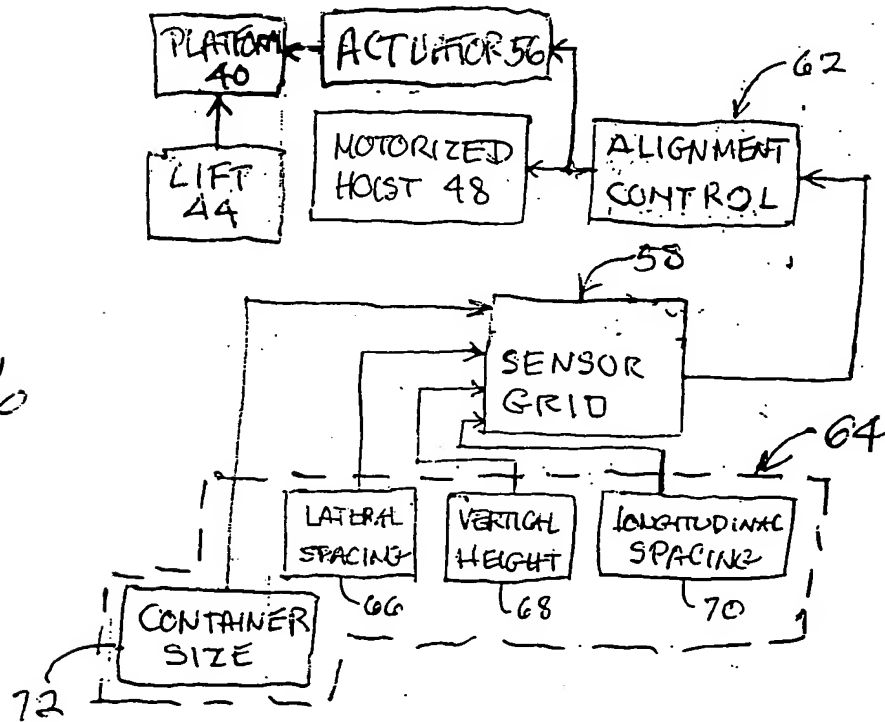 PLATFORM
40
ACTUATOR 56
62
LIFT
44
MOTORIZED
HOIST 48
ALIGNMENT
CONTROL
58
SENSOR
GRID
64
LATERAL
SPACING
VERTICAL
HEIGHT
LONGITUDINAL
SPACING
66
68
70
CONTAINER
SIZE
72